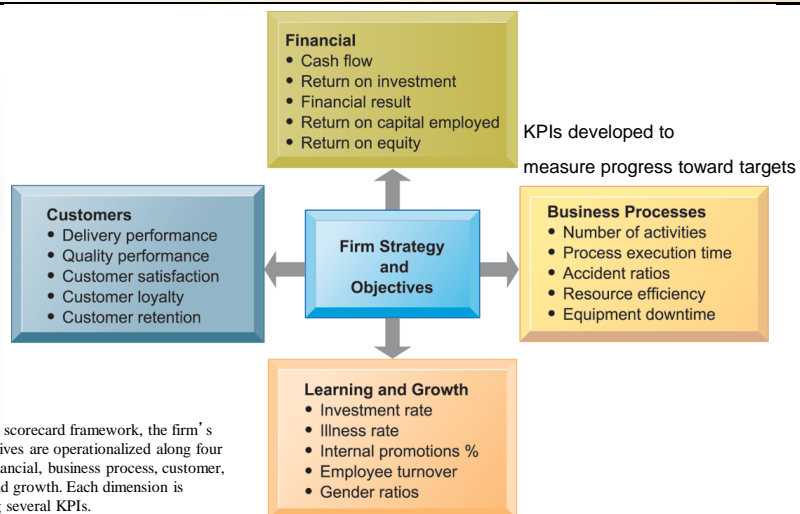 Financial
• Cash flow
• Return on investment
• Financial result
• Return on capital employed
• Return on equity
KPIs developed to
measure progress toward targets
Customers
• Delivery performance
• Quality performance
• Customer satisfaction
• Customer loyalty
• Customer retention
Firm Strategy
and
Objectives
Business Processes
• Number of activities
• Process execution time
• Accident ratios
• Resource efficiency
• Equipment downtime
Learning and Growth
• Investment rate
• Illness rate
• Internal promotions %
• Employee turnover
• Gender ratios
scorecard framework, the firm’s
are operationalized along four
business process, customer,
growth. Each dimension is
several KPIs.